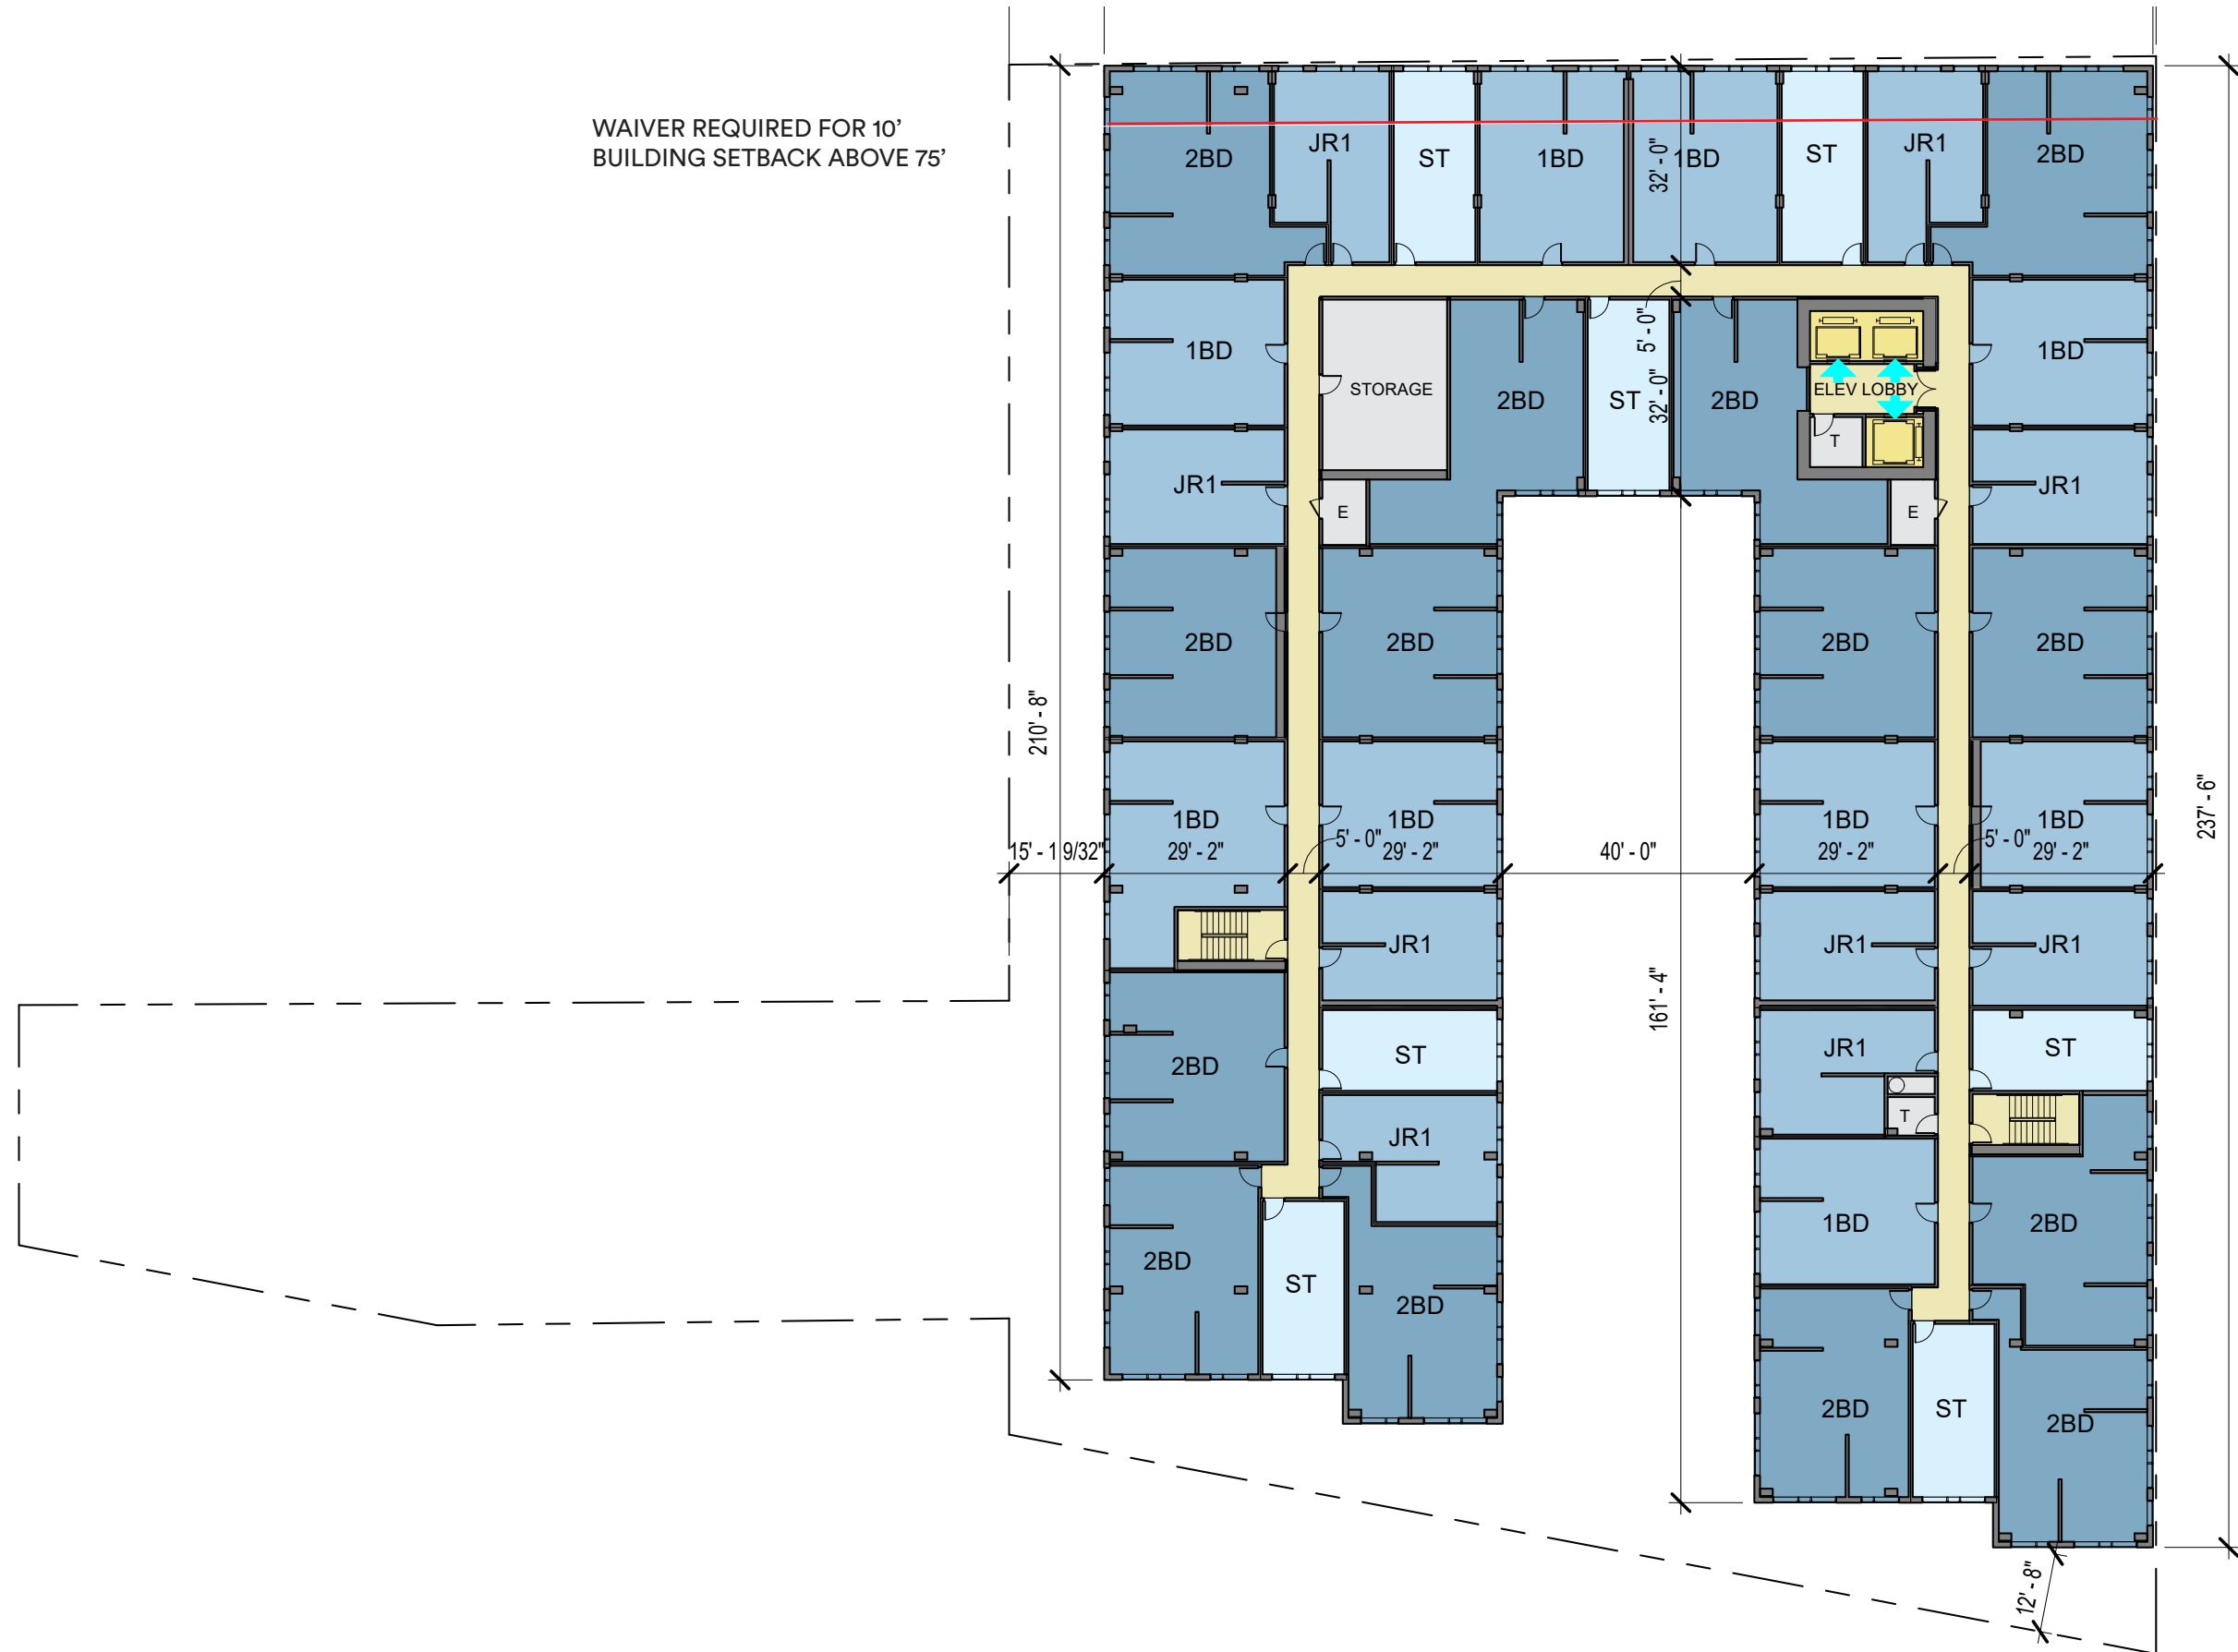 WAIVER REQUIRED FOR 10’
BUILDING SETBACK ABOVE 75’
2BD
JR1
ST
1BD
32' - 0"
1BD
ST
JR1
2BD
1BD
STORAGE
2BD
ST
5' - 0"
32' - 0"
2BD
ELEV LOBBY
T
1BD
JR1
E
E
JR1
2BD
2BD
2BD
2BD
210' - 8"
237' - 6"
1BD
1BD
1BD
1BD
15' - 1 9/32"
29' - 2"
5' - 0"
29' - 2"
40' - 0"
29' - 2"
5' - 0"
29' - 2"
JR1
JR1
JR1
161' - 4"
2BD
ST
JR1
ST
JR1
T
2BD
ST
2BD
1BD
2BD
2BD
ST
2BD
12' - 8"